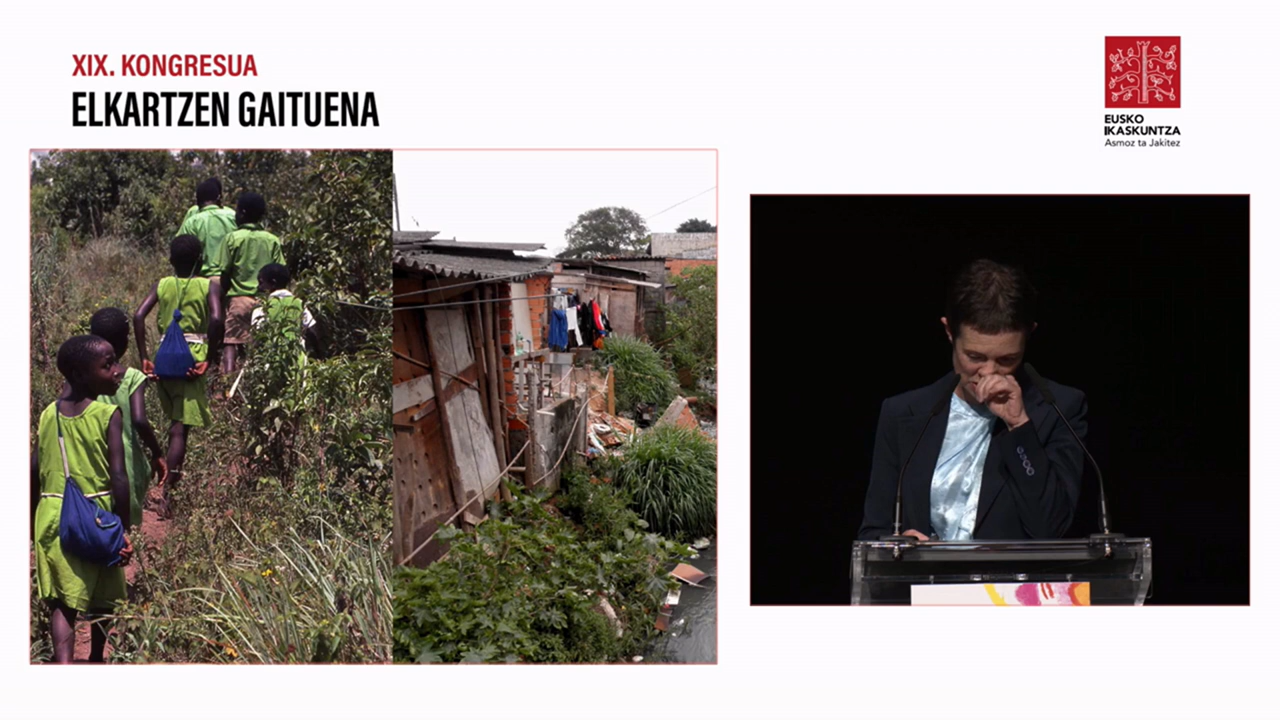 XIX. KONGRESUA
ELKARTZEN GAITUENA
EUSKO
IKASKUNTZA
Asmoz ta Jakitez